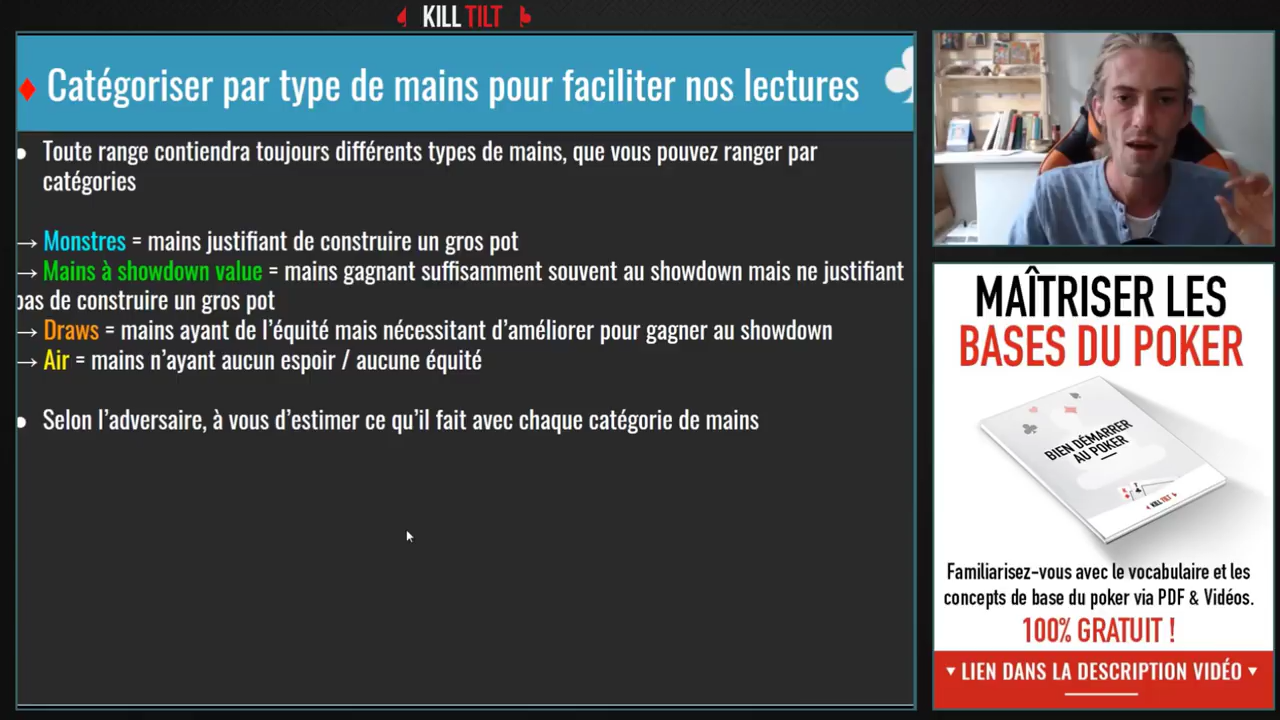 KILL TILT
Catégoriser par type de mains pour faciliter nos lectures
Toute range contiendra toujours différents types de mains, que vous pouvez ranger par
catégories
→ Monstres = mains justifiant de construire un gros pot
→ Mains à showdown value = mains gagnant suffisamment souvent au showdown mais ne justifiant
pas de construire un gros pot
→ Draws = mains ayant de l'équité mais nécessitant d'améliorer pour gagner au showdown
→ Air = mains n'ayant aucun espoir / aucune équité
Selon l'adversaire, à vous d'estimer ce qu'il fait avec chaque catégorie de mains
MAÎTRISER LES
BASES DU POKER
BIEN DÉMARRER
AU POKER
KILLTILT
Familiarisez-vous avec le vocabulaire et les
concepts de base du poker via PDF & Vidéos.
100% GRATUIT !
LIEN DANS LA DESCRIPTION VIDÉO